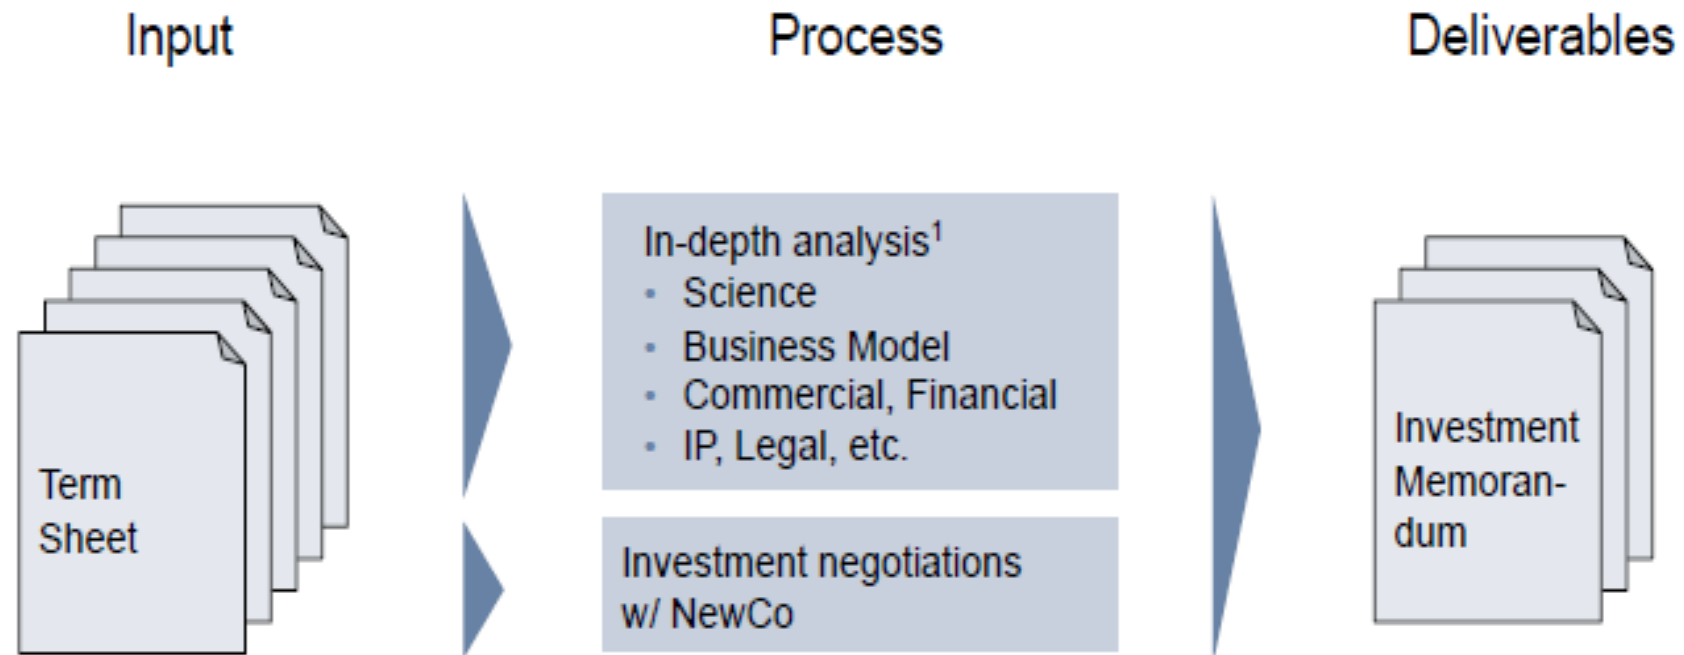 Input
Process
Deliverables
Term
Sheet
In-depth analysis¹
• Science
• Business Model
• Commercial, Financial
• IP, Legal, etc.
Investment negotiations
w/ NewCo
Investment
Memoran-
dum